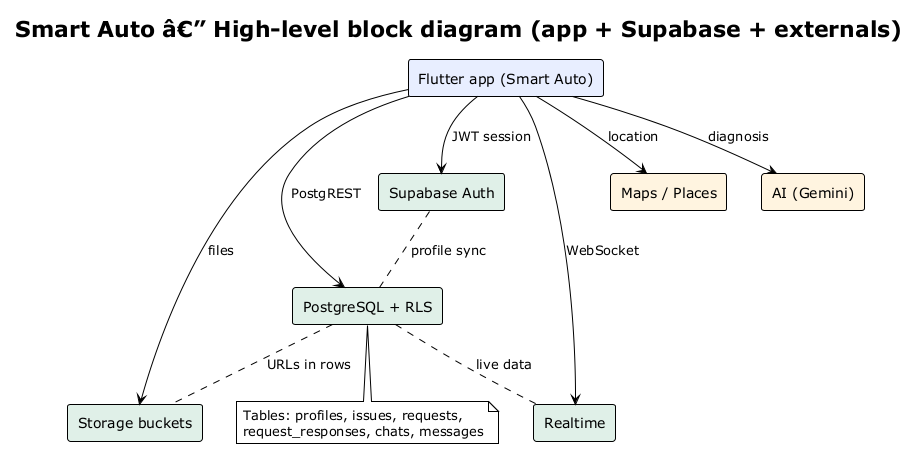 Smart Auto â€” High-level block diagram (app + Supabase + externals)
Flutter app (Smart Auto)
JWT session
location
diagnosis
PostgREST
Supabase Auth
Maps / Places
AI (Gemini)
files
profile sync
WebSocket
PostgreSQL + RLS
URLs in rows
live data
Storage buckets
Tables: profiles, issues, requests,
request_responses, chats, messages
Realtime